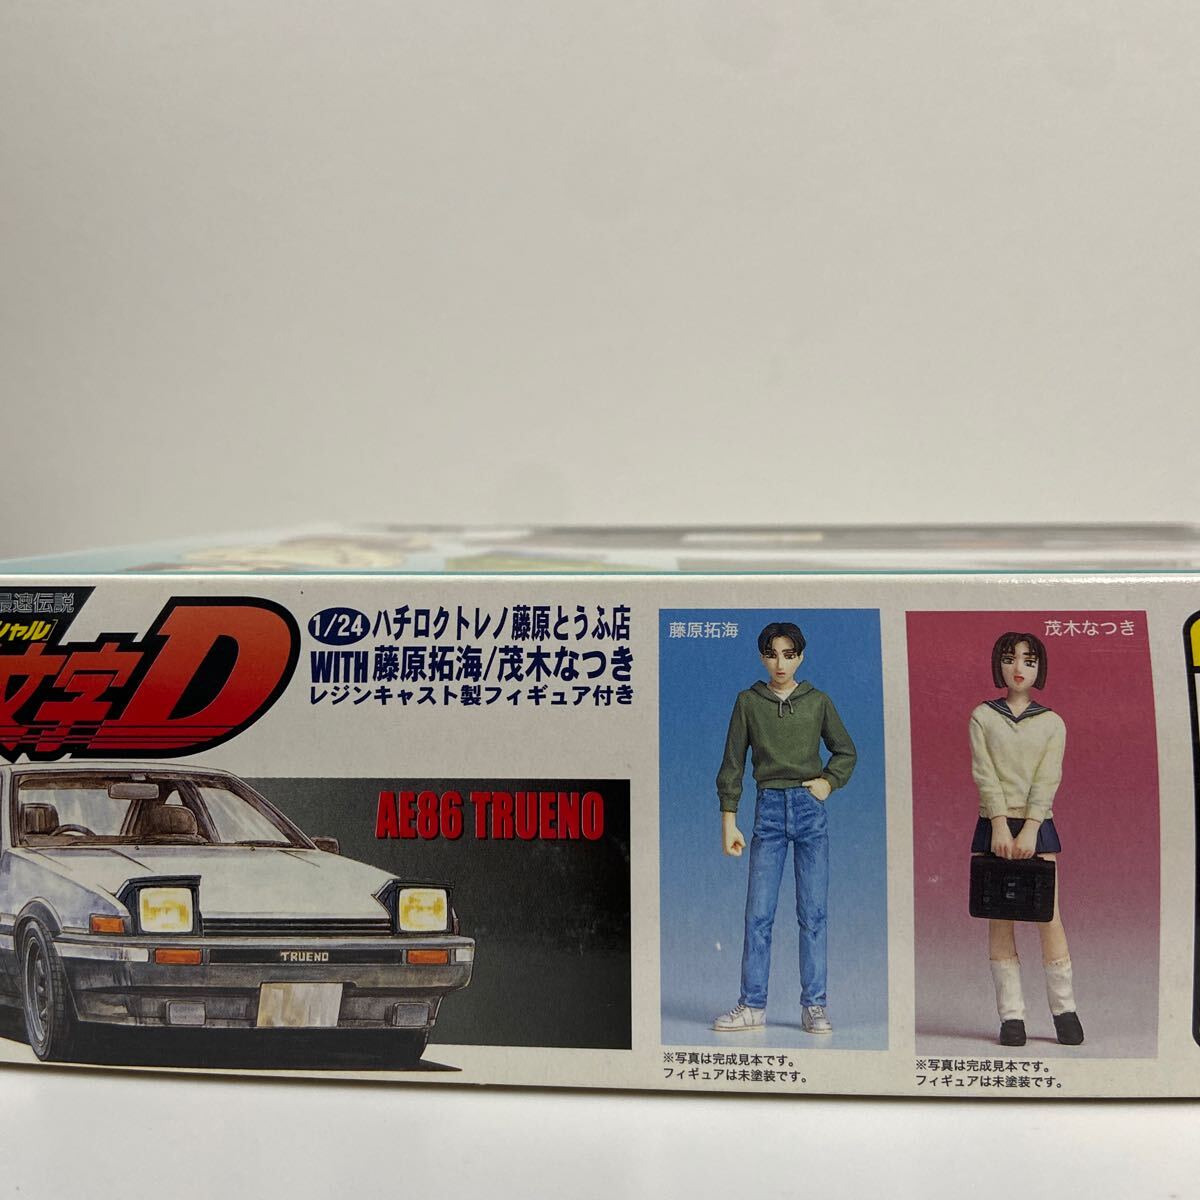 最速伝説
シャル]
文字D
1/24 ハチロクトレノ藤原とうふ店
WITH 藤原拓海/茂木なつき
レジンキャスト製フィギュア付き
AE86 TRUENO
TRUENO
藤原拓海
※写真は完成見本です。
フィギュアは未塗装です。
茂木なつき
※写真は完成見本です。
フィギュアは未塗装です。